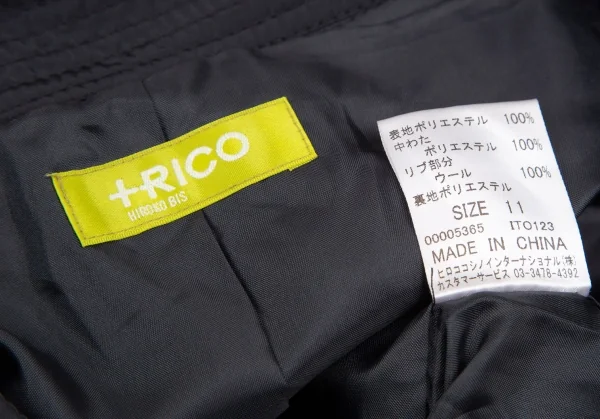 ++RICO
HIROKO BIS
表地ポリエステル 100%
中わた
ポリエステル 100%
リブ部分
ウール 100%
裏地ポリエステル
SIZE 11
00005365 IT0123
MADE IN CHINA
ヒロココシノインターナショナル(株)
カスタマーサービス 03-3478-4392